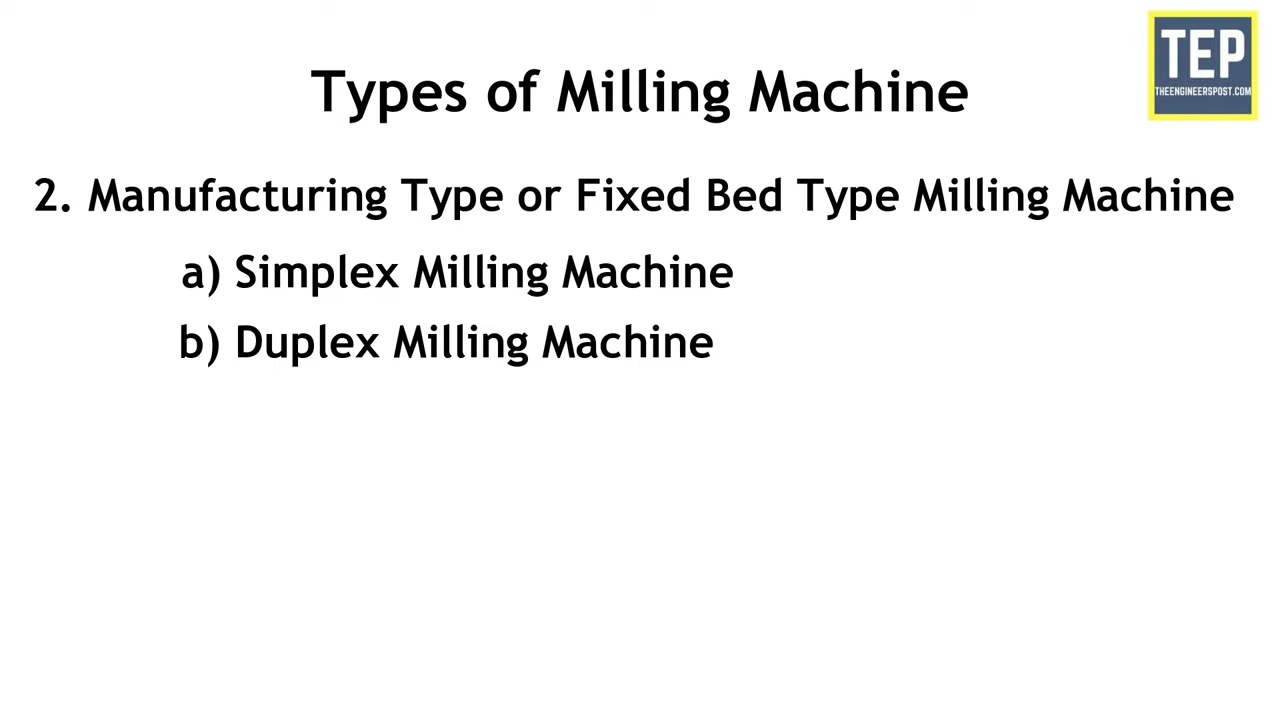 TEP
THEENGINEERSPOST.COM
Types of Milling Machine
2. Manufacturing Type or Fixed Bed Type Milling Machine
a) Simplex Milling Machine
b) Duplex Milling Machine